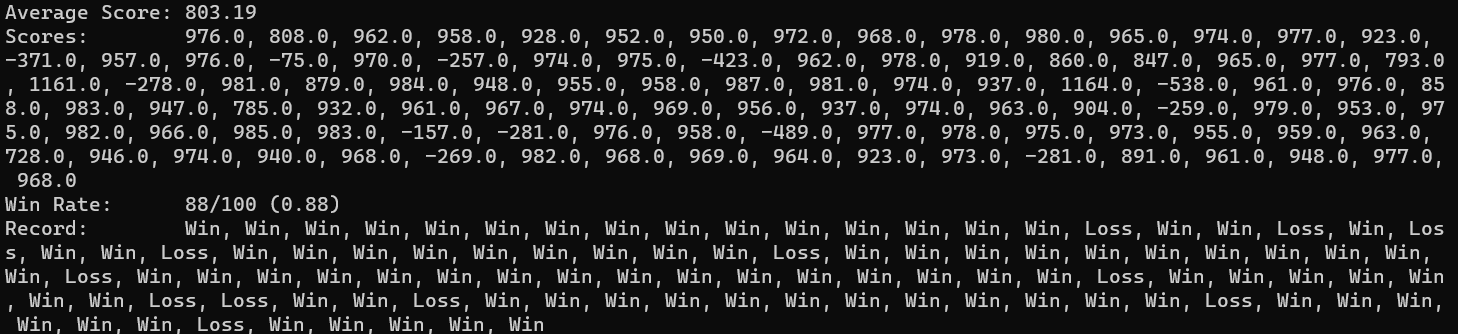 Average Score: 803.19
Scores:        976.0, 808.0, 962.0, 958.0, 928.0, 952.0, 950.0, 972.0, 968.0, 978.0, 980.0, 965.0, 974.0, 977.0, 923.0,
-371.0, 957.0, 976.0, -75.0, 970.0, -257.0, 974.0, 975.0, -423.0, 962.0, 978.0, 919.0, 860.0, 847.0, 965.0, 977.0, 793.0
, 1161.0, -278.0, 981.0, 879.0, 984.0, 948.0, 955.0, 958.0, 987.0, 981.0, 974.0, 937.0, 1164.0, -538.0, 961.0, 976.0, 85
8.0, 983.0, 947.0, 785.0, 932.0, 961.0, 967.0, 974.0, 969.0, 956.0, 937.0, 974.0, 963.0, 904.0, -259.0, 979.0, 953.0, 97
5.0, 982.0, 966.0, 985.0, 983.0, -157.0, -281.0, 976.0, 958.0, -489.0, 977.0, 978.0, 975.0, 973.0, 955.0, 959.0, 963.0,
728.0, 946.0, 974.0, 940.0, 968.0, -269.0, 982.0, 968.0, 969.0, 964.0, 923.0, 973.0, -281.0, 891.0, 961.0, 948.0, 977.0,
 968.0
Win Rate:      88/100 (0.88)
Record:        Win, Win, Win, Win, Win, Win, Win, Win, Win, Win, Win, Win, Win, Win, Win, Loss, Win, Win, Loss, Win, Los
s, Win, Win, Loss, Win, Win, Win, Win, Win, Win, Win, Win, Win, Loss, Win, Win, Win, Win, Win, Win, Win, Win, Win, Win,
Win, Loss, Win, Win, Win, Win, Win, Win, Win, Win, Win, Win, Win, Win, Win, Win, Win, Win, Loss, Win, Win, Win, Win, Win
, Win, Win, Loss, Loss, Win, Win, Loss, Win, Win, Win, Win, Win, Win, Win, Win, Win, Win, Win, Win, Loss, Win, Win, Win,
 Win, Win, Win, Loss, Win, Win, Win, Win, Win